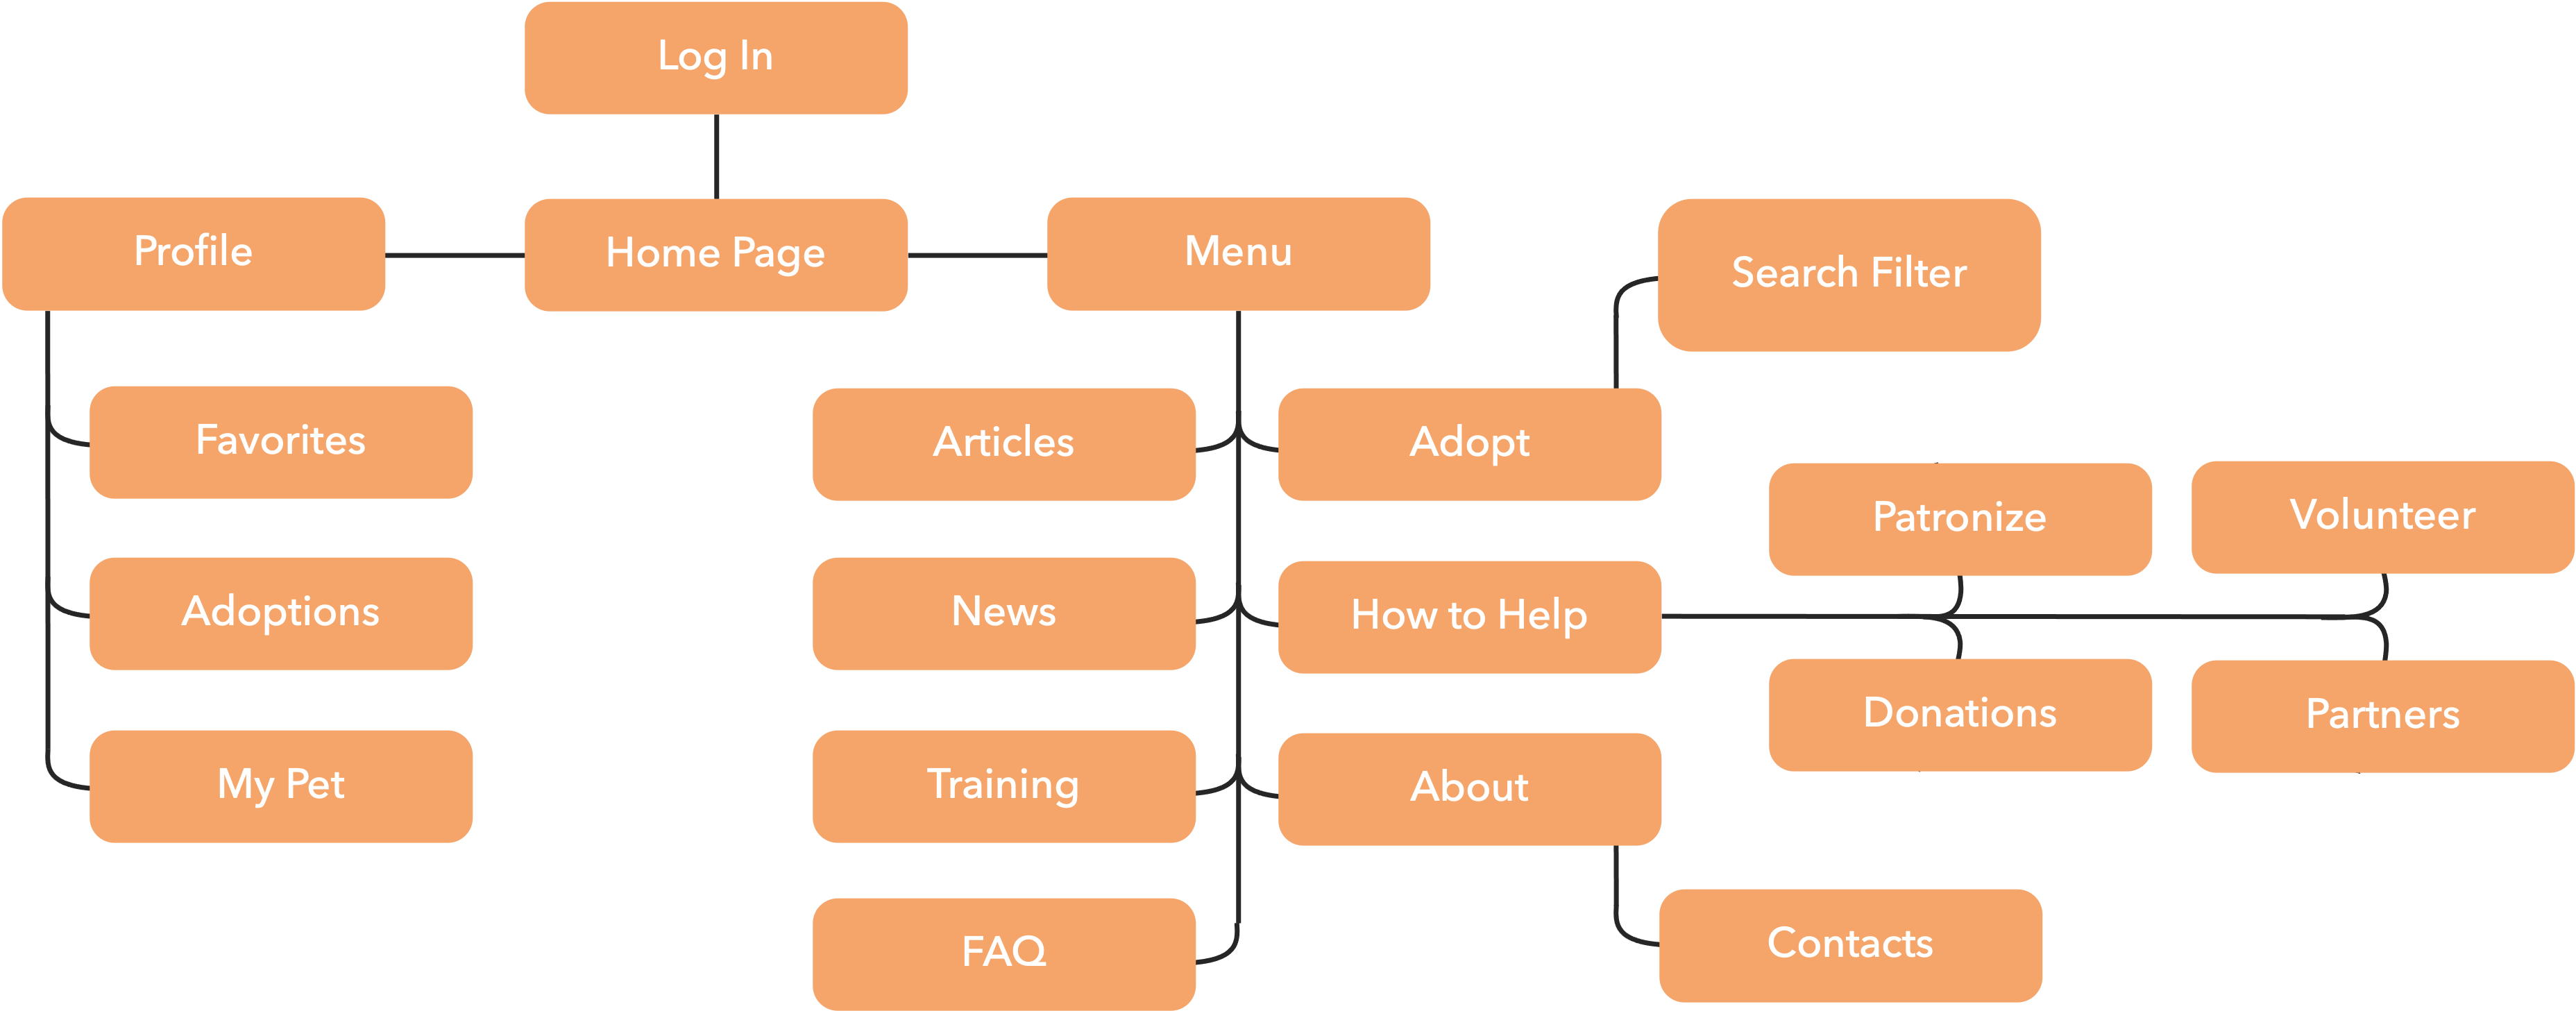 Log In
Profile
Home Page
Menu
Search Filter
Favorites
Articles
Adopt
Patronize
Volunteer
Adoptions
News
How to Help
Donations
Partners
My Pet
Training
About
FAQ
Contacts